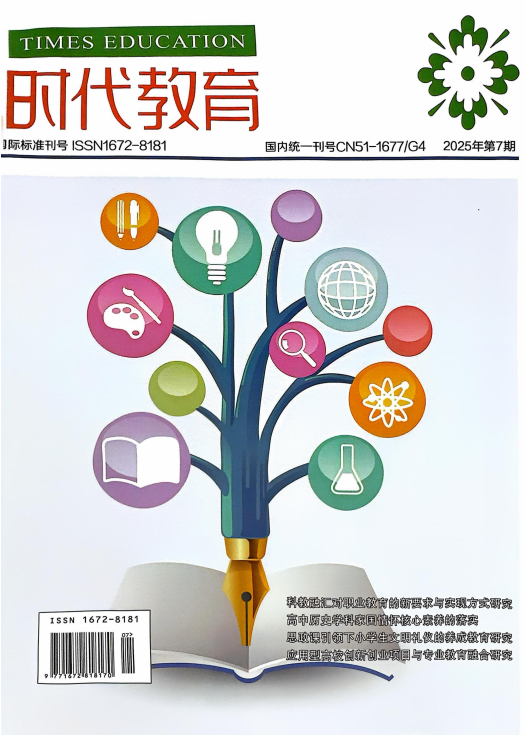 TIMES EDUCATION
时代教育
国际标准刊号 ISSN1672-8181 国内统一刊号CN51-1677/G4 2025年第7期
科教融汇对职业教育的新要求与实现方式研究
高中历史学科家国情怀核心素养的落实
思政课引领下小学生文明礼仪的养成教育研究
应用型高校创新创业项目与专业教育融合研究
ISSN 1672-8181
07>
9 771672 818170